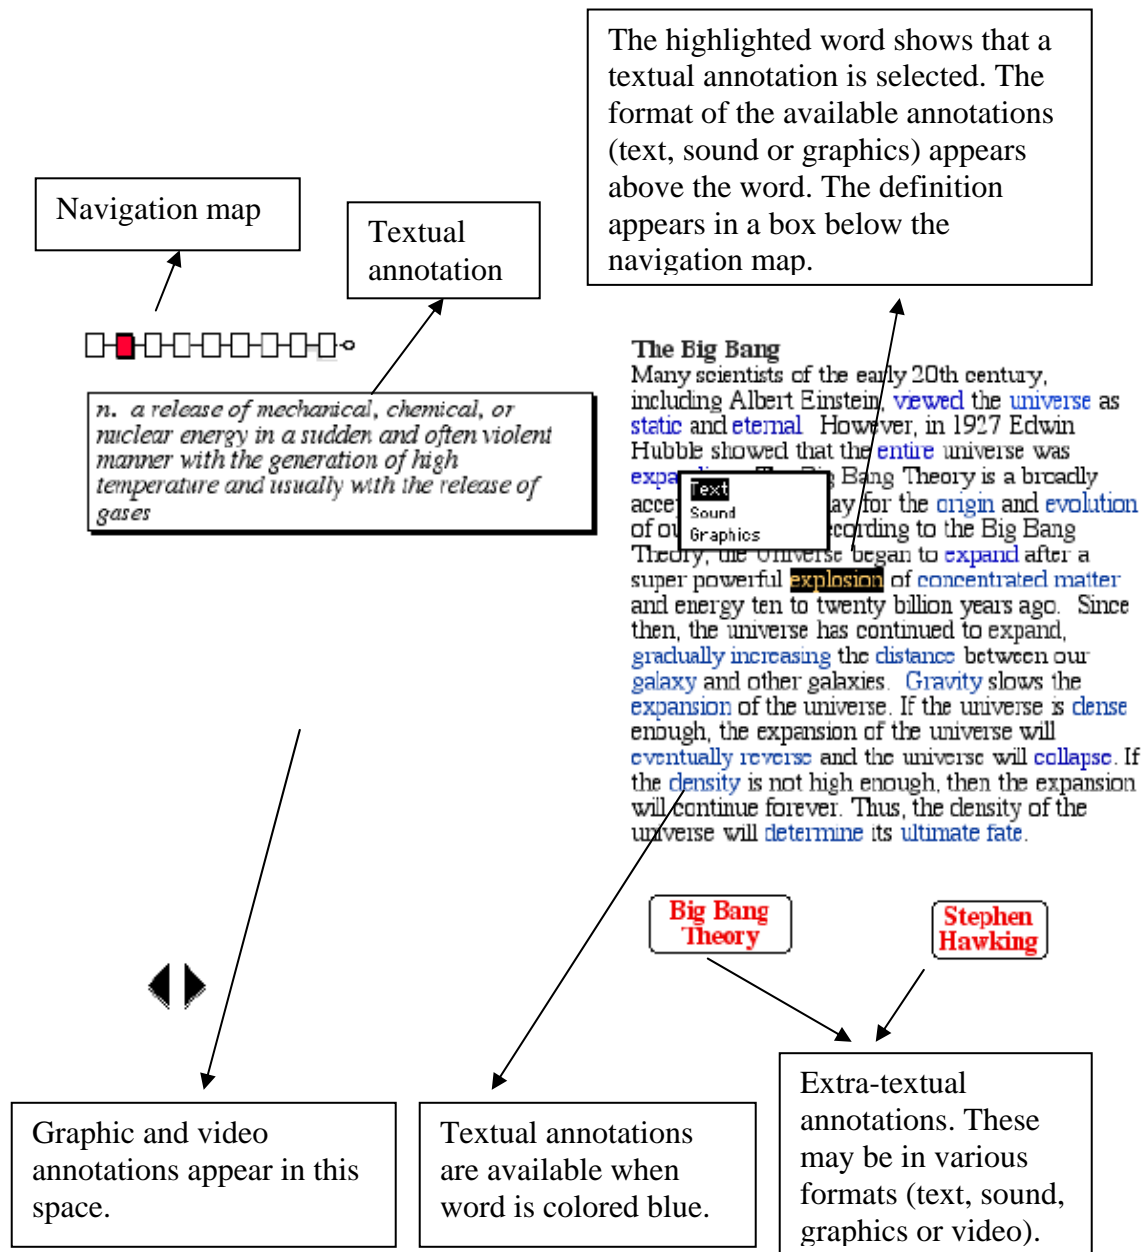 The highlighted word shows that a
textual annotation is selected. The
format of the available annotations
(text, sound or graphics) appears
above the word. The definition
appears in a box below the
navigation map.
Navigation map
Textual
annotation
n. a release of mechanical, chemical, or
nuclear energy in a sudden and often violent
manner with the generation of high
temperature and usually with the release of
gases
The Big Bang
Many scientists of the early 20th century,
including Albert Einstein, viewed the universe as
static and eternal However, in 1927 Edwin
Hubble showed that the entire universe was
Bang Theory is a broadly
for the origin and evolution
of to the Big Bang
Theory, the Universe began to expand after a
super powerful explosion of concentrated matter
and energy ten to twenty billion years ago. Since
then, the universe has continued to expand,
gradually increasing the distance between our
galaxy and other galaxies. Gravity slows the
expansion of the universe. If the universe is dense
enough, the expansion of the universe will
eventually reverse and the universe will collapse. If
the density is not high enough, then the expansion
will continue forever. Thus, the density of the
universe will determine its ultimate fate.
Text
Sound
Graphics
Big Bang
Theory
Stephen
Hawking
Graphic and video
annotations appear in this
space.
Textual annotations
are available when
word is colored blue.
Extra-textual
annotations. These
may be in various
formats (text, sound,
graphics or video).